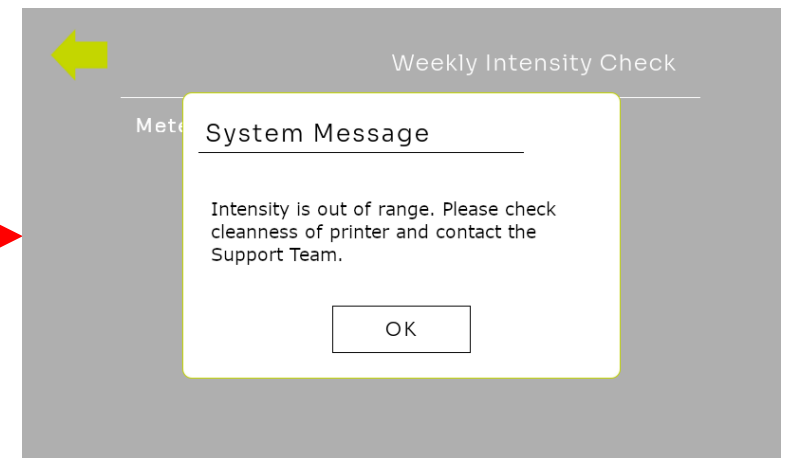 Weekly Intensity Check
Mete
System Message
Intensity is out of range. Please check
cleanness of printer and contact the
Support Team.
OK